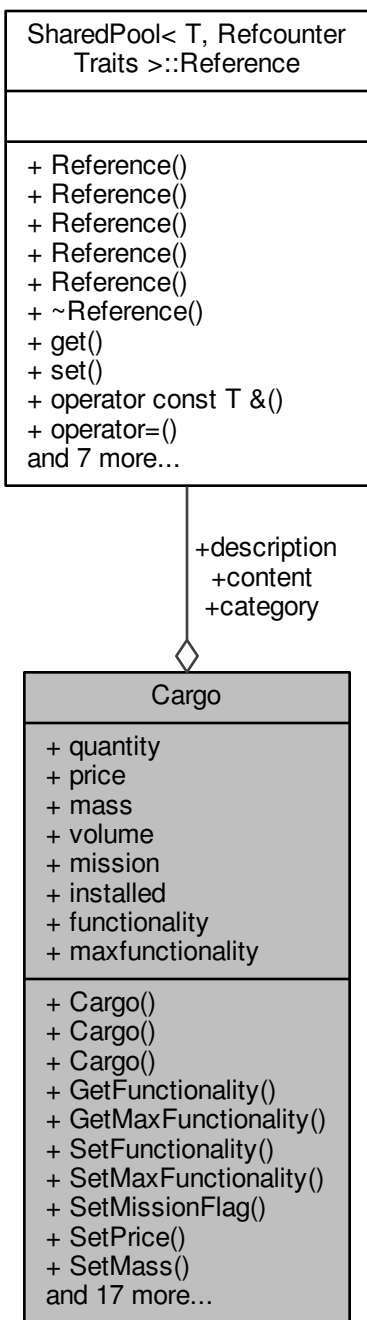 SharedPool< T, Refcounter
Traits >::Reference
+ Reference()
+ Reference()
+ Reference()
+ Reference()
+ Reference()
+ ~Reference()
+ get()
+ set()
+ operator const T &()
+ operator=()
and 7 more...
+description
+content
+category
Cargo
+ quantity
+ price
+ mass
+ volume
+ mission
+ installed
+ functionality
+ maxfunctionality
+ Cargo()
+ Cargo()
+ Cargo()
+ GetFunctionality()
+ GetMaxFunctionality()
+ SetFunctionality()
+ SetMaxFunctionality()
+ SetMissionFlag()
+ SetPrice()
+ SetMass()
and 17 more...